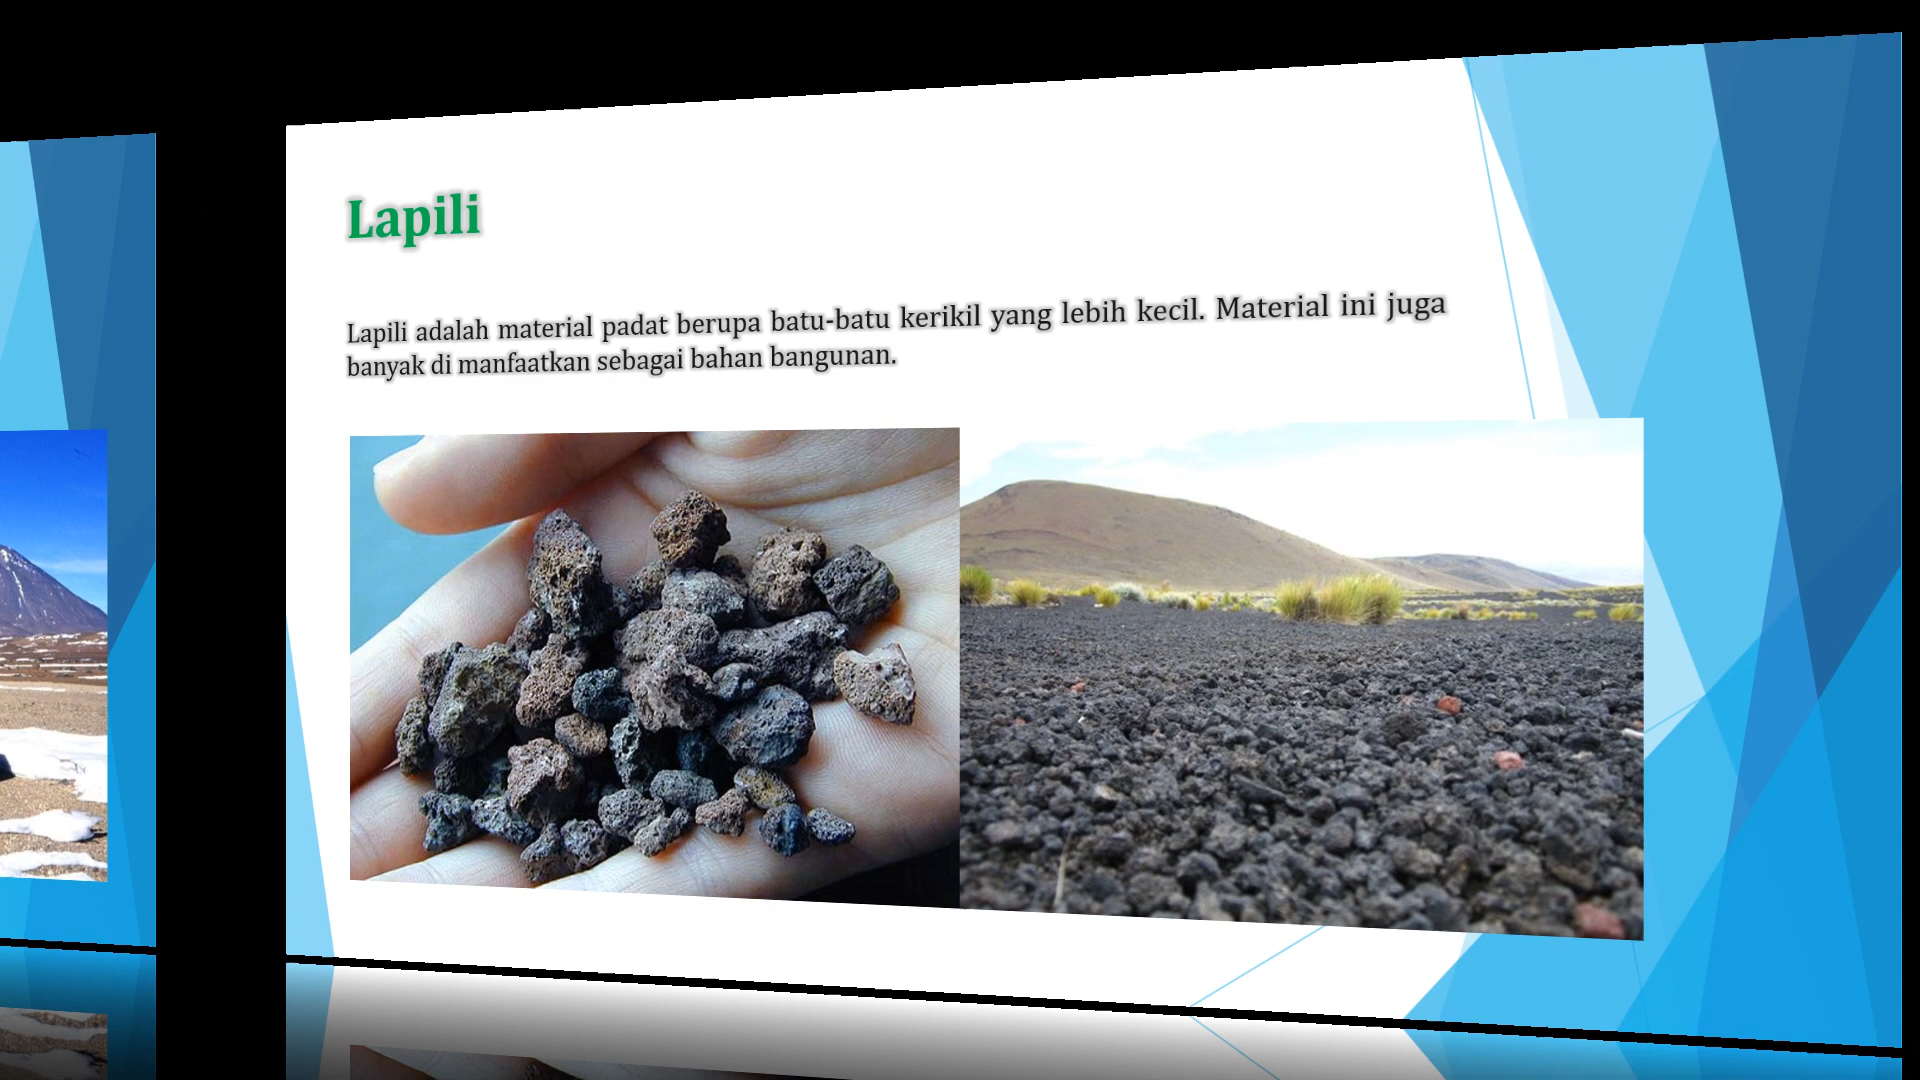 Lapili
Lapili adalah material padat berupa batu-batu kerikil yang lebih kecil. Material ini juga
banyak di manfaatkan sebagai bahan bangunan.